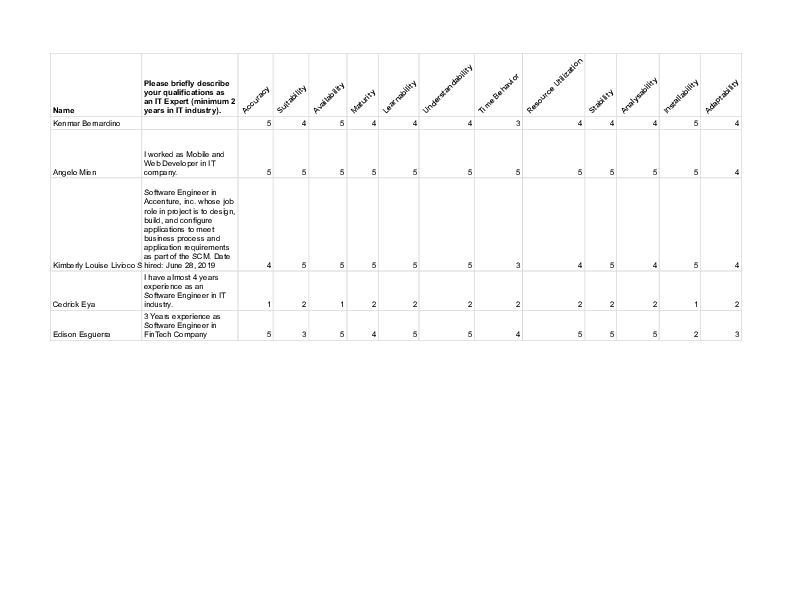 Name Please briefly describe your qualifications as an IT Expert (minimum 2 years in IT industry). Accuracy Suitability Availability Maturity Learnability Understandability Time Behavior Resource Utilization Stability Analysability Installability Adaptability
Kenmar Bernardino 5 4 5 4 4 4 3 4 4 4 5 4
Angelo Mien I worked as Mobile and Web Developer in IT company. 5 5 5 5 5 5 5 5 5 5 5 4
Kimberly Louise Livioco S Software Engineer in Accenture, inc. whose job role in project is to design, build, and configure applications to meet business process and application requirements as part of the SCM. Date hired: June 28, 2019 4 5 5 5 5 5 3 4 5 4 5 4
Cedrick Eya I have almost 4 years experience as an Software Engineer in IT industry. 1 2 1 2 2 2 2 2 2 2 1 2
Edison Esguerra 3 Years experience as Software Engineer in FinTech Company 5 3 5 4 5 5 4 5 5 5 2 3